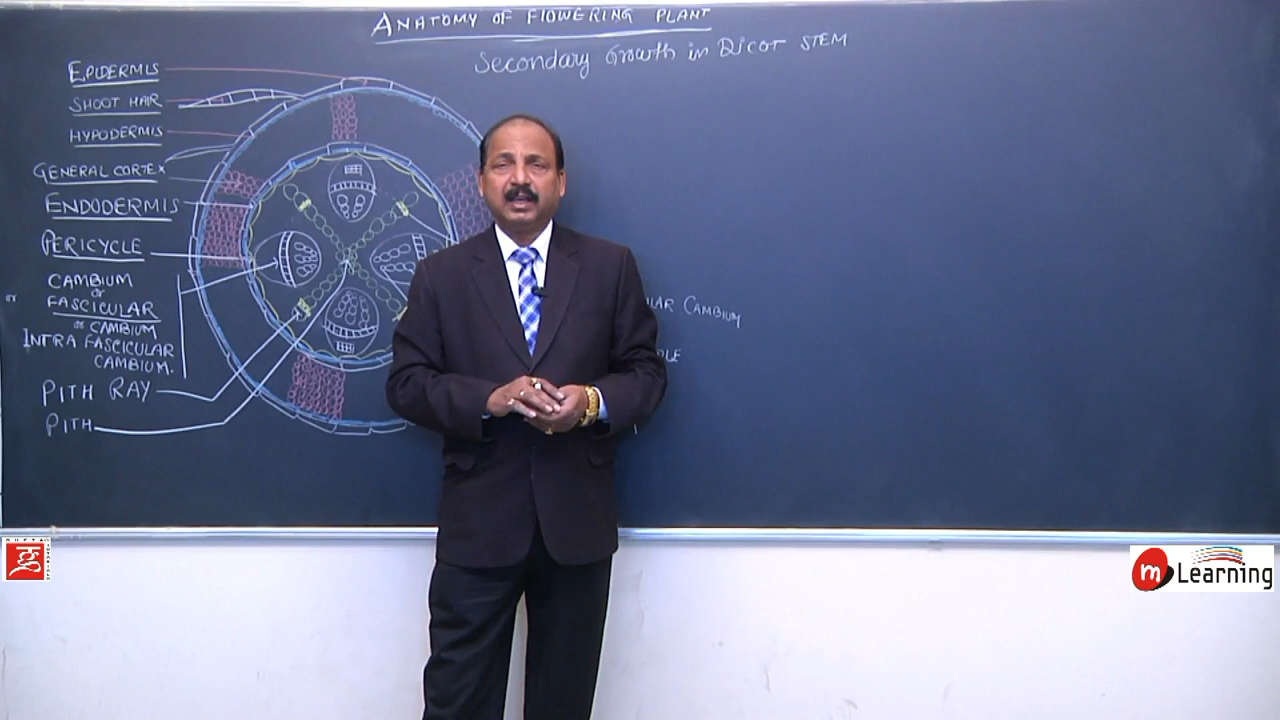 ANATOMY OF FlOWERING PLANT
Secondary Growth in Dicot STEM
EPIDERMIS
SHOOT HAIR
HYPODERMIS
GENERAL CORTEX
ENDODERMIS
PERICYCLE
CAMBIUM
or
or FASCICULAR
or CAMBIUM
INTRA FASCICULAR
CAMBIUM.
PITH RAY
PITH
CAMBIUM
m Learning